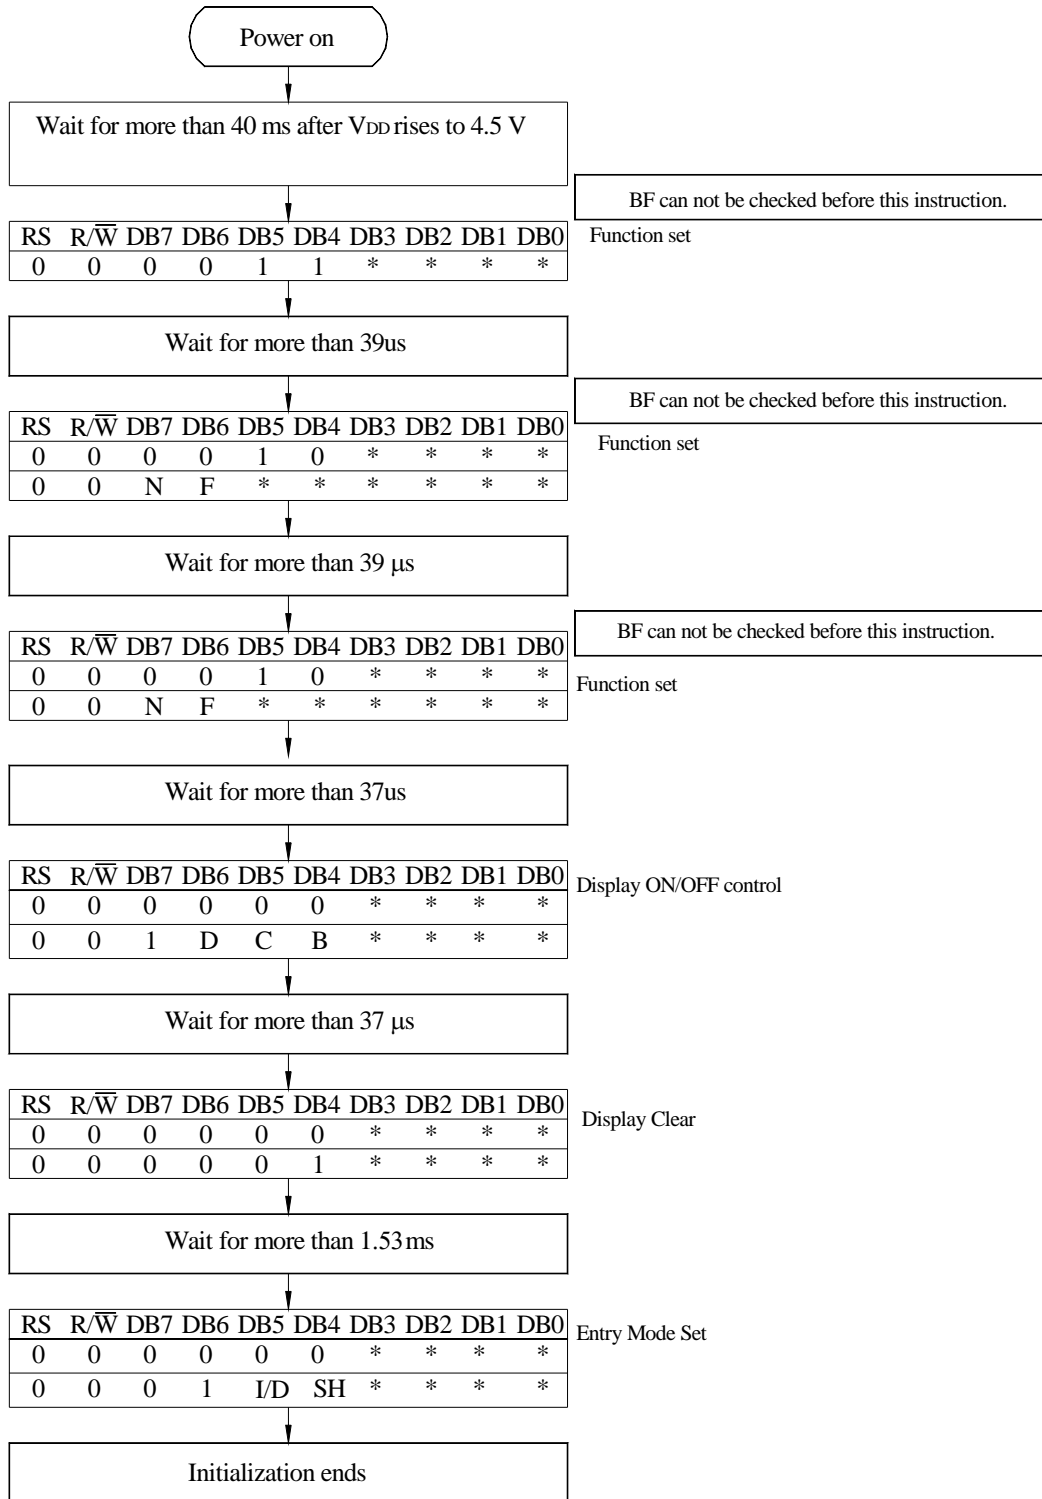 Power on
Wait for more than 40 ms after VDD rises to 4.5 V
BF can not be checked before this instruction.
RS R/W̅ DB7 DB6 DB5 DB4 DB3 DB2 DB1 DB0
Function set
0 0 0 0 1 1 * * * *
Wait for more than 39us
BF can not be checked before this instruction.
RS R/W̅ DB7 DB6 DB5 DB4 DB3 DB2 DB1 DB0
Function set
0 0 0 0 1 0 * * * *
0 0 N F * * * * * *
Wait for more than 39 μs
BF can not be checked before this instruction.
RS R/W̅ DB7 DB6 DB5 DB4 DB3 DB2 DB1 DB0
0 0 0 0 1 0 * * * *
Function set
0 0 N F * * * * * *
Wait for more than 37us
RS R/W̅ DB7 DB6 DB5 DB4 DB3 DB2 DB1 DB0
Display ON/OFF control
0 0 0 0 0 0 * * * *
0 0 1 D C B * * * *
Wait for more than 37 μs
RS R/W̅ DB7 DB6 DB5 DB4 DB3 DB2 DB1 DB0
Display Clear
0 0 0 0 0 0 * * * *
0 0 0 0 0 1 * * * *
Wait for more than 1.53ms
RS R/W̅ DB7 DB6 DB5 DB4 DB3 DB2 DB1 DB0
Entry Mode Set
0 0 0 0 0 0 * * * *
0 0 0 1 I/D SH * * * *
Initialization ends